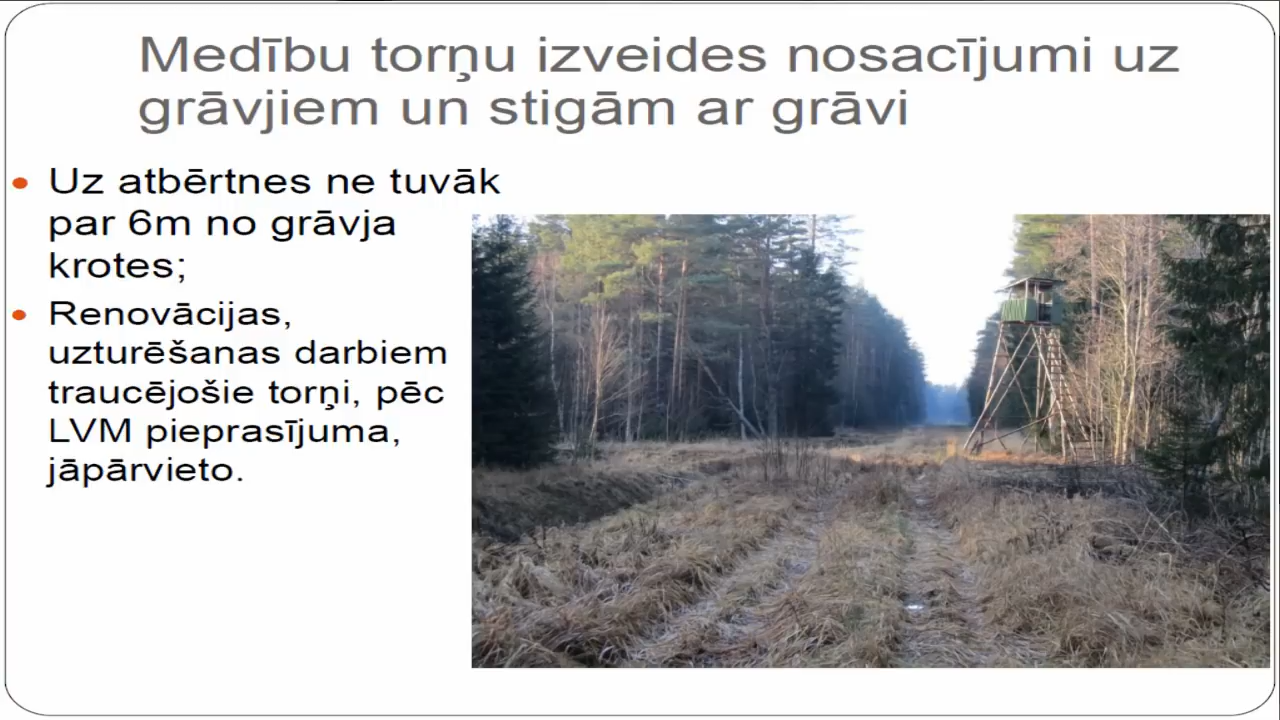 Medību torņu izveides nosacījumi uz
grāvjiem un stigām ar grāvi
Uz atbērtnes ne tuvāk
par 6m no grāvja
krotes;
Renovācijas,
uzturēšanas darbiem
traucējošie torņi, pēc
LVM pieprasījuma,
jāpārvieto.